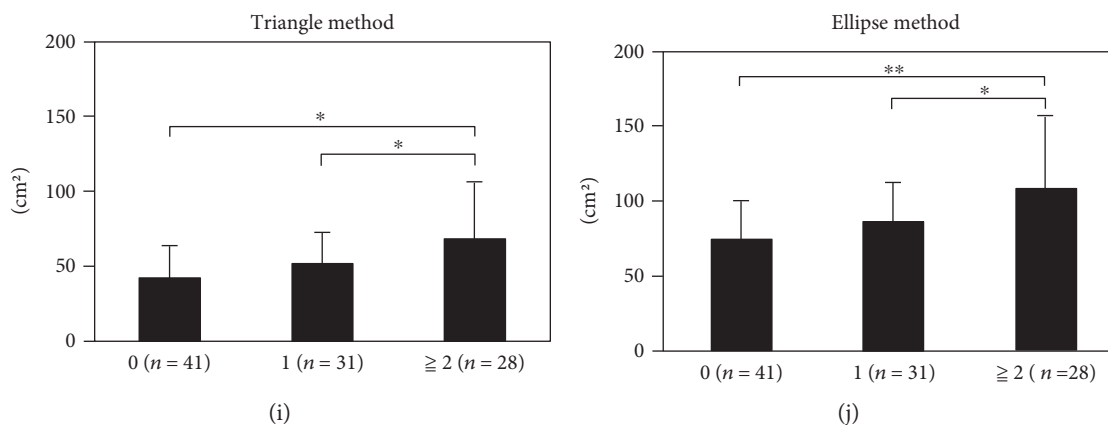 Triangle method
200
150
100
50
0
(cm²)
*
*
0 (n = 41)
1 (n = 31)
≧ 2 (n = 28)
(i)
Ellipse method
200
150
100
50
0
(cm²)
**
*
0 (n = 41)
1 (n = 31)
≧ 2 ( n =28)
(j)